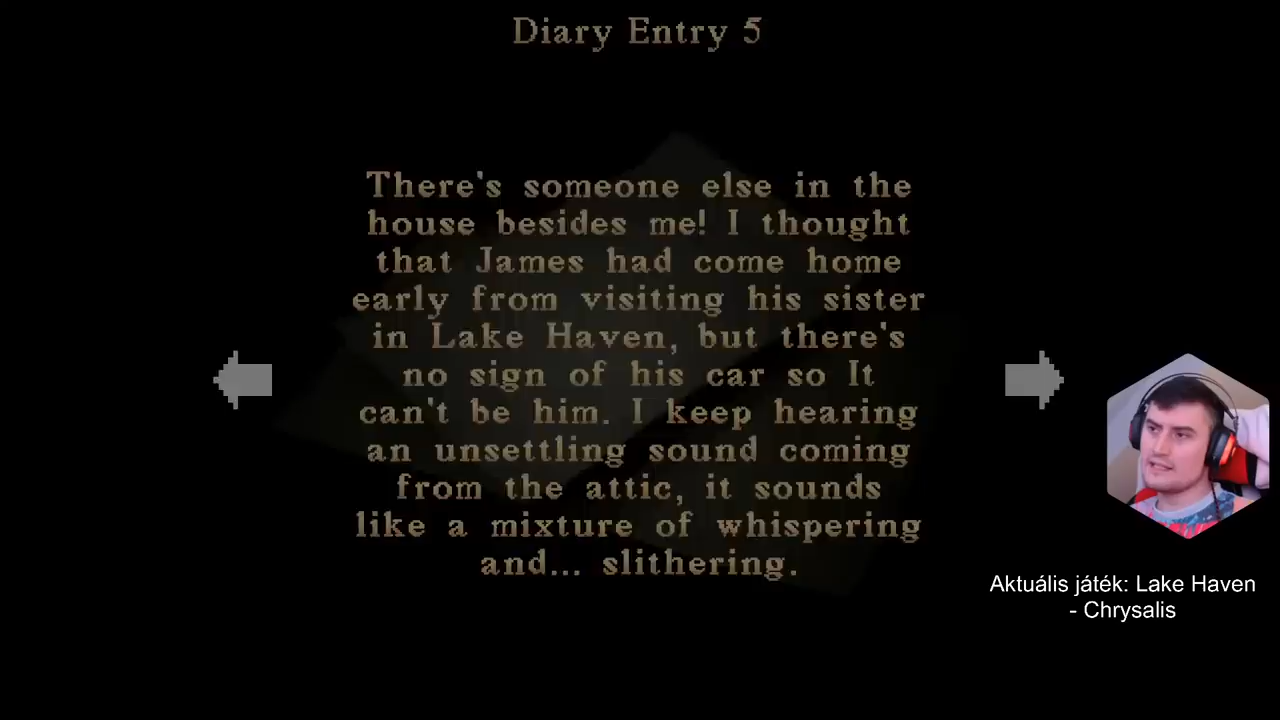 Diary Entry 5
There's someone else in the
house besides me! I thought
that James had come home
early from visiting his sister
in Lake Haven, but there's
no sign of his car so It
can't be him. I keep hearing
an unsettling sound coming
from the attic, it sounds
like a mixture of whispering
and... slithering.
Aktuális játék: Lake Haven
- Chrysalis